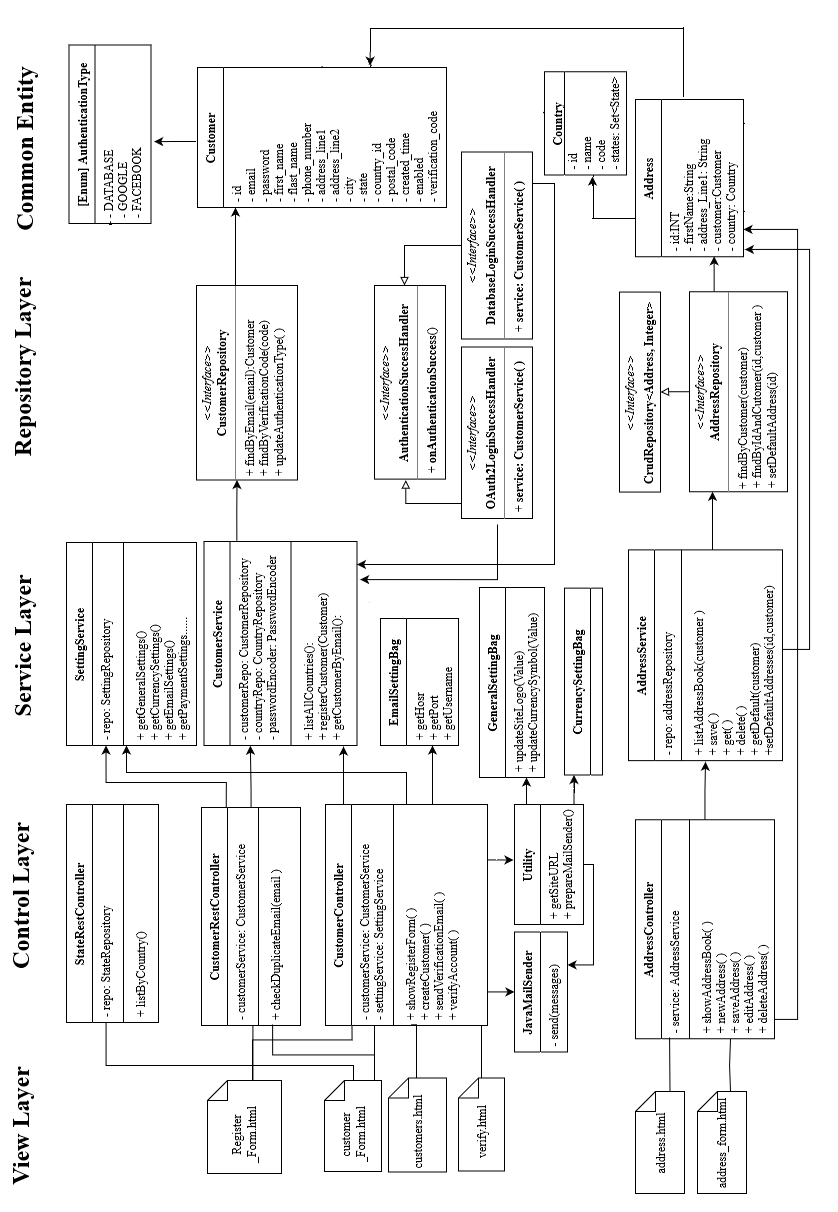 View Layer
Control Layer
Service Layer
Repository Layer
Common Entity
StateRestController
- repo: StateRepository
+ listByCountry()
SettingService
- repo: SettingRepository
+ getGeneralSettings()
+ getCurrencySettings()
+ getEmailSettings()
+ getPaymentSettings......
[Enum] AuthenticationType
- DATABASE
- GOOGLE
- FACEBOOK
Register
_Form.html
CustomerRestController
- customerService: CustomerService
+ checkDuplicateEmail(email )
CustomerService
- customerRepo: CustomerRepository
- countryRepo: CountryRepository
- passwordEncoder: PasswordEncoder
+ listAllCountries():
+ registerCustomer(Customer)
+ getCustomerByEmail():
<<Interface>>
CustomerRepository
+ findByEmail(email):Customer
+ findByVerificationCode(code)
+ updateAuthenticationType( )
Customer
- id
- email
- password
- first_name
- flast_name
- phone_number
- address_line1
- address_line2
- city
- state
- country_id
- postal_code
- created_time
- enabled
- verification_code
customer
_Form.html
customers.html
verify.html
CustomerController
- customerService: CustomerService
- settingService: SettingService
+ showRegisterForm( )
+ createCustomer( )
+ sendVerificationEmail( )
+ verifyAccount( )
EmailSettingBag
+ getHosr
+ getPort
+ getUsername
<<Interface>>
AuthenticationSuccessHandler
+ onAuthenticationSuccess()
<<Interface>>
OAuth2LoginSuccessHandler
+ service: CustomerService( )
<<Interface>>
DatabaseLoginSuccessHandler
+ service: CustomerService( )
JavaMailSender
- send(messages)
Utility
+ getSiteURL
+ prepareMailSender()
GeneralSettingBag
+ updateSiteLogo(Value)
+ updateCurrencySymbol(Value)
CurrencySettingBag
Country
- id
- name
- code
- states: Set<State>
address.html
address_form.html
AddressController
- service: AddressService
+ showAddressBook( )
+ newAddress( )
+ saveAddress( )
+ editAddress( )
+ deleteAddress( )
AddressService
- repo: addressRepository
+ listAddressBook(customer )
+ save( )
+ get( )
+ delete( )
+ getDefault(customer)
+setDefaultAddresses(id,customer)
<<Interface>>
CrudRepository<Address, Integer>
<<Interface>>
AddressRepository
+ findByCustomer(customer)
+ findByIdAndCutomer(id,customer )
+ setDefaultAddress(id)
Address
- id:INT
- firstName:String
- address_Line1: String
- customer:Customer
- country: Country